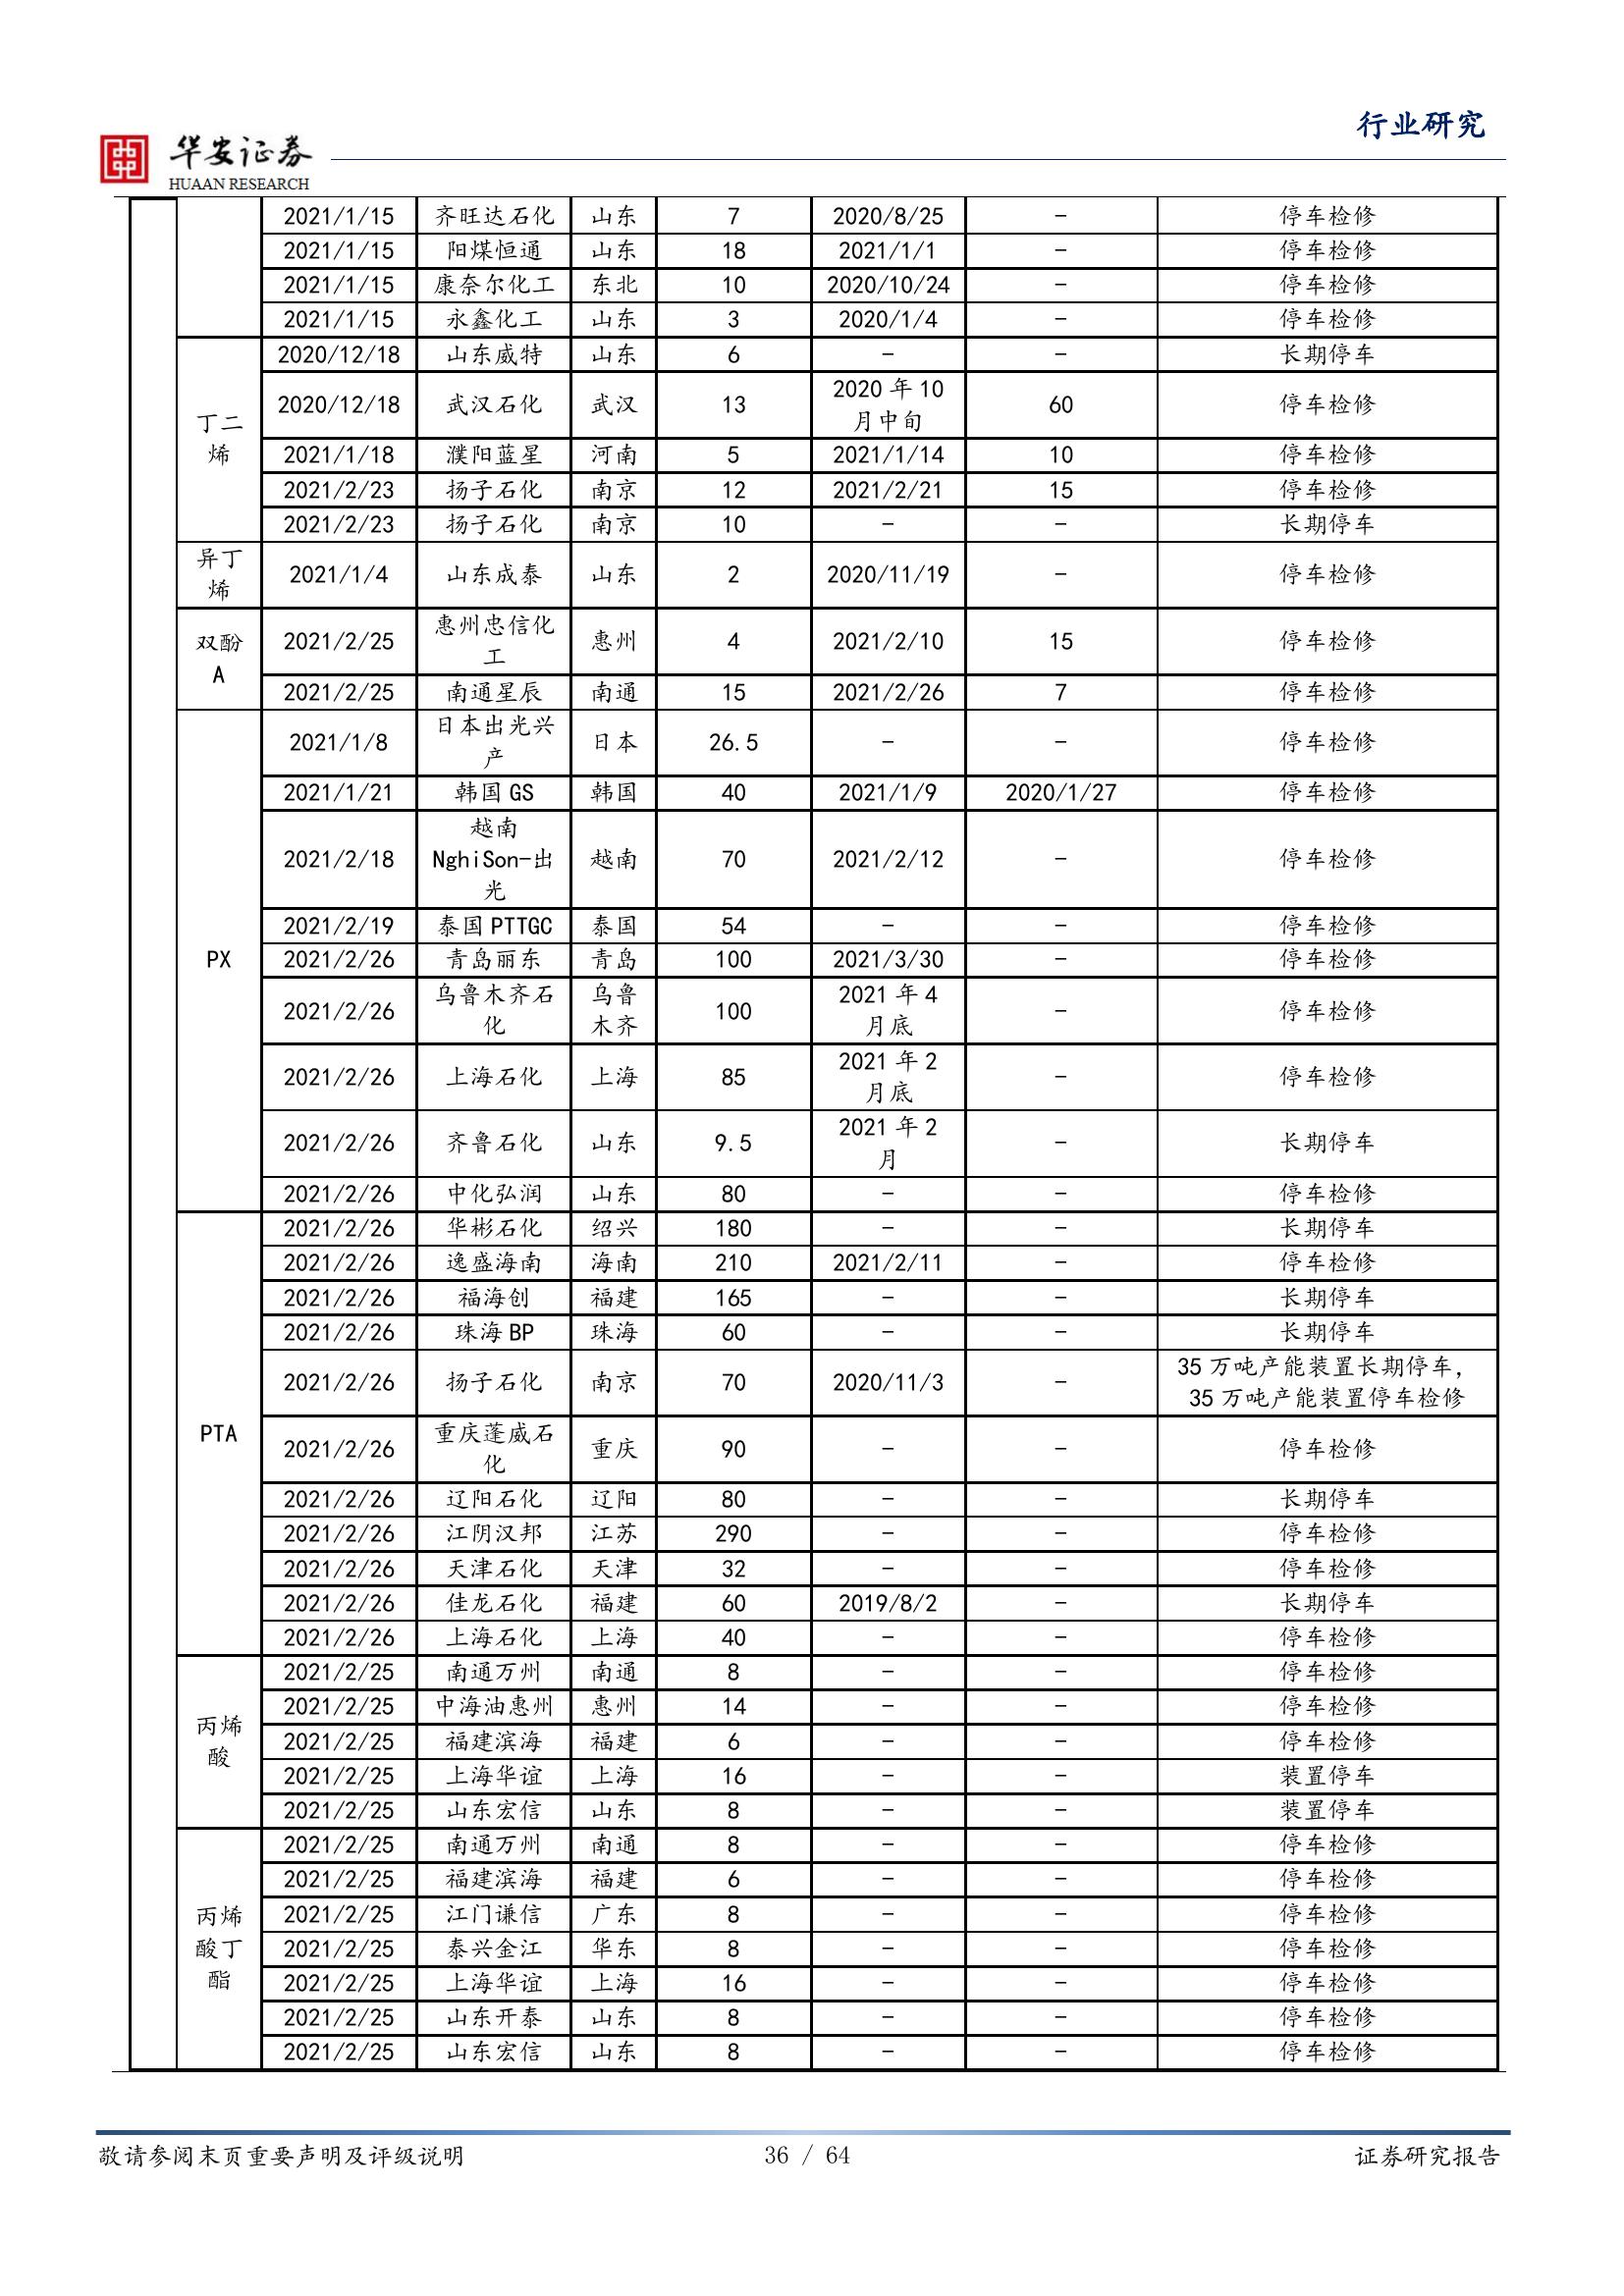 行业研究
华安证券
HUAAN RESEARCH
2021/1/15 齐旺达石化 山东 7 2020/8/25 - 停车检修
2021/1/15 阳煤恒通 山东 18 2021/1/1 - 停车检修
2021/1/15 康奈尔化工 东北 10 2020/10/24 - 停车检修
2021/1/15 永鑫化工 山东 3 2020/1/4 - 停车检修
丁二
烯
2020/12/18 山东威特 山东 6 - - 长期停车
2020/12/18 武汉石化 武汉 13 2020 年 10
月中旬 60 停车检修
2021/1/18 濮阳蓝星 河南 5 2021/1/14 10 停车检修
2021/2/23 扬子石化 南京 12 2021/2/21 15 停车检修
2021/2/23 扬子石化 南京 10 - - 长期停车
异丁
烯
2021/1/4 山东成泰 山东 2 2020/11/19 - 停车检修
双酚
A
2021/2/25 惠州忠信化
工 惠州 4 2021/2/10 15 停车检修
2021/2/25 南通星辰 南通 15 2021/2/26 7 停车检修
PX
2021/1/8 日本出光兴
产 日本 26.5 - - 停车检修
2021/1/21 韩国 GS 韩国 40 2021/1/9 2020/1/27 停车检修
2021/2/18 越南
NghiSon-出
光 越南 70 2021/2/12 - 停车检修
2021/2/19 泰国 PTTGC 泰国 54 - - 停车检修
2021/2/26 青岛丽东 青岛 100 2021/3/30 - 停车检修
2021/2/26 乌鲁木齐石
化 乌鲁
木齐 100 2021 年 4
月底 - 停车检修
2021/2/26 上海石化 上海 85 2021 年 2
月底 - 停车检修
2021/2/26 齐鲁石化 山东 9.5 2021 年 2
月 - 长期停车
2021/2/26 中化弘润 山东 80 - - 停车检修
PTA
2021/2/26 华彬石化 绍兴 180 - - 长期停车
2021/2/26 逸盛海南 海南 210 2021/2/11 - 停车检修
2021/2/26 福海创 福建 165 - - 长期停车
2021/2/26 珠海 BP 珠海 60 - - 长期停车
2021/2/26 扬子石化 南京 70 2020/11/3 - 35 万吨产能装置长期停车，
35 万吨产能装置停车检修
2021/2/26 重庆蓬威石
化 重庆 90 - - 停车检修
2021/2/26 辽阳石化 辽阳 80 - - 长期停车
2021/2/26 江阴汉邦 江苏 290 - - 停车检修
2021/2/26 天津石化 天津 32 - - 停车检修
2021/2/26 佳龙石化 福建 60 2019/8/2 - 长期停车
2021/2/26 上海石化 上海 40 - - 停车检修
丙烯
酸
2021/2/25 南通万州 南通 8 - - 停车检修
2021/2/25 中海油惠州 惠州 14 - - 停车检修
2021/2/25 福建滨海 福建 6 - - 停车检修
2021/2/25 上海华谊 上海 16 - - 装置停车
2021/2/25 山东宏信 山东 8 - - 装置停车
丙烯
酸丁
酯
2021/2/25 南通万州 南通 8 - - 停车检修
2021/2/25 福建滨海 福建 6 - - 停车检修
2021/2/25 江门谦信 广东 8 - - 停车检修
2021/2/25 泰兴金江 华东 8 - - 停车检修
2021/2/25 上海华谊 上海 16 - - 停车检修
2021/2/25 山东开泰 山东 8 - - 停车检修
2021/2/25 山东宏信 山东 8 - - 停车检修
敬请参阅末页重要声明及评级说明 36 / 64 证券研究报告